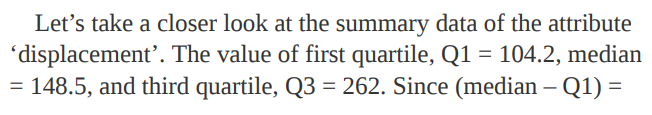 Let’s take a closer look at the summary data of the attribute
‘displacement’. The value of first quartile, Q1 = 104.2, median
= 148.5, and third quartile, Q3 = 262. Since (median – Q1) =